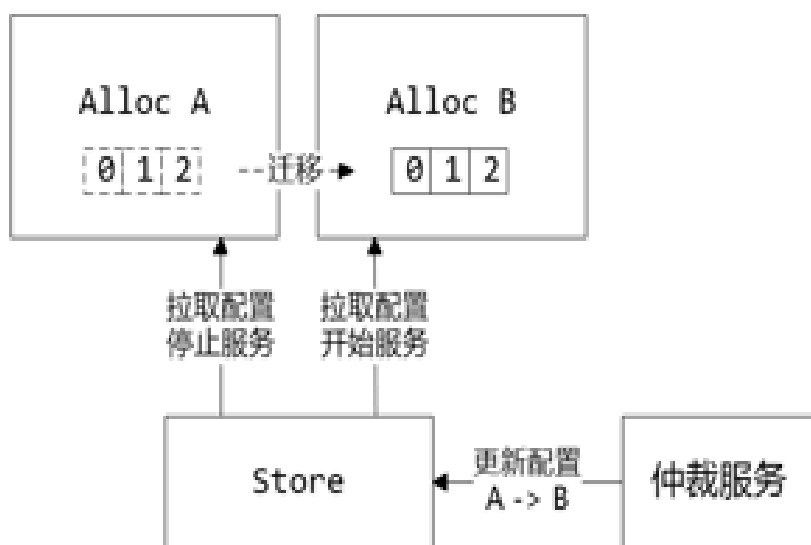 Alloc A
Alloc B
0 1 2
迁移
0 1 2
拉取配置
停止服务
拉取配置
开始服务
Store
更新配置
A -> B
仲裁服务